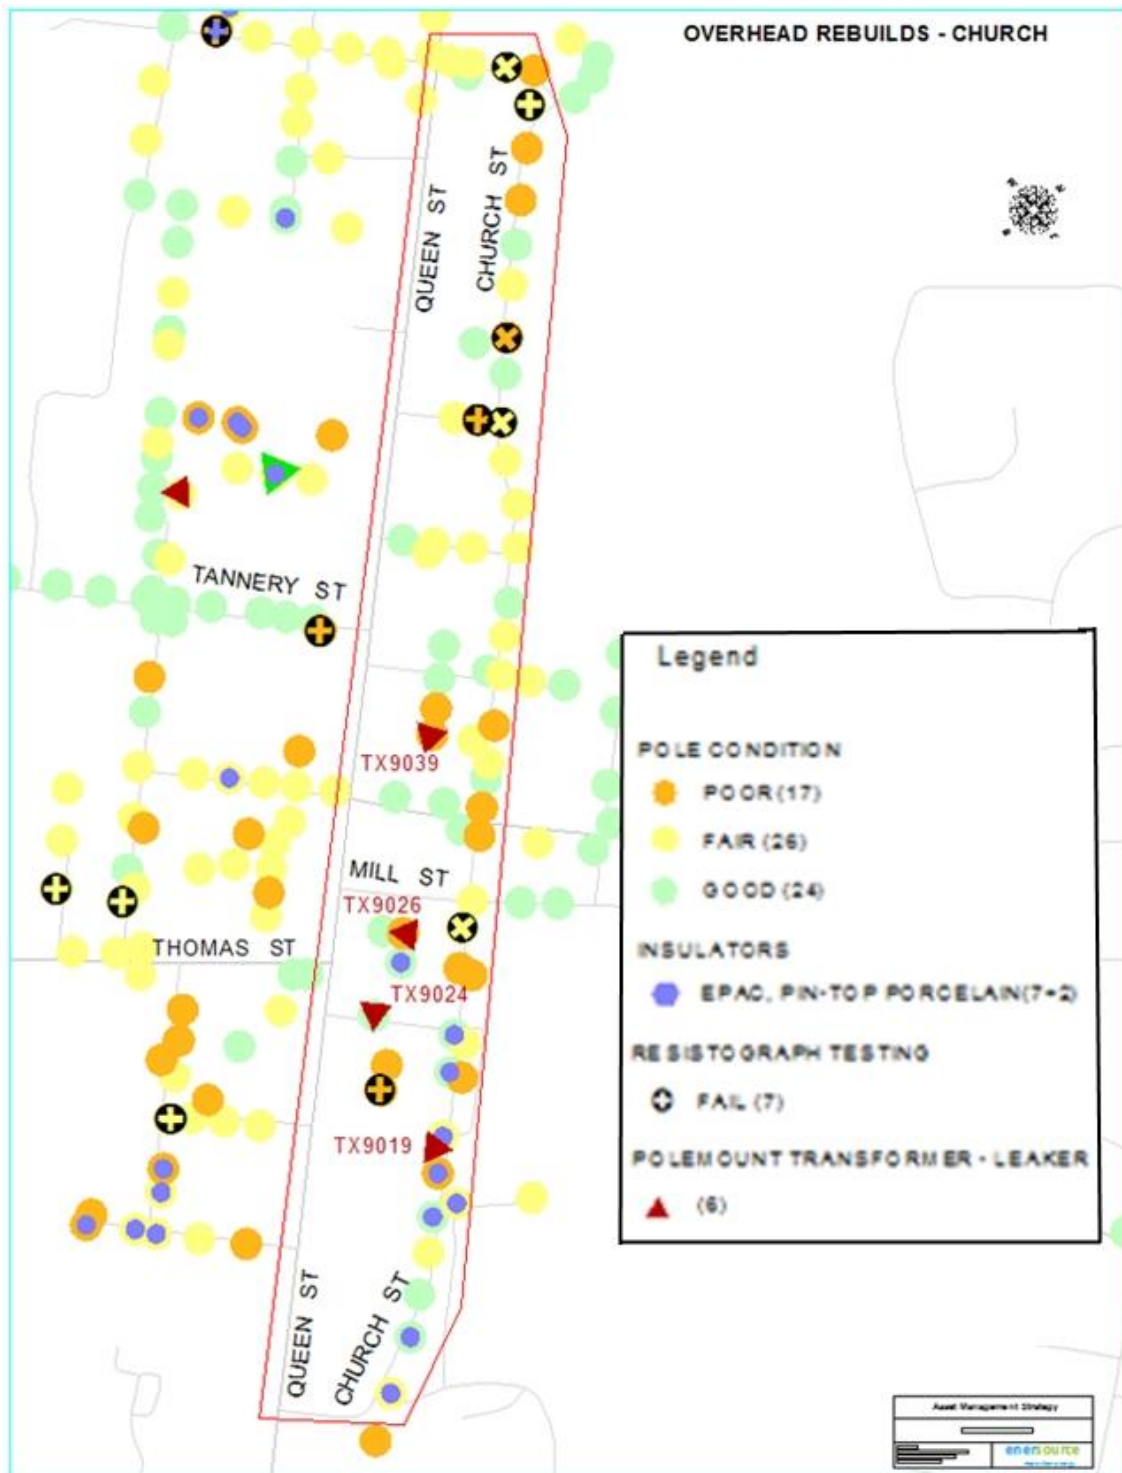 OVERHEAD REBUILDS - CHURCH
QUEEN ST
CHURCH ST
TANNERY ST
TX9039
MILL ST
TX9026
THOMAS ST
TX9024
TX9019
QUEEN ST
CHURCH ST
Legend
POLE CONDITION
POOR (17)
FAIR (26)
GOOD (24)
INSULATORS
EPAC, PIN-TOP PORCELAIN(7+2)
RESISTOGRAPH TESTING
FAIL (7)
POLEMOUNT TRANSFORMER - LEAKER
(6)
Asset Management Strategy
enersource